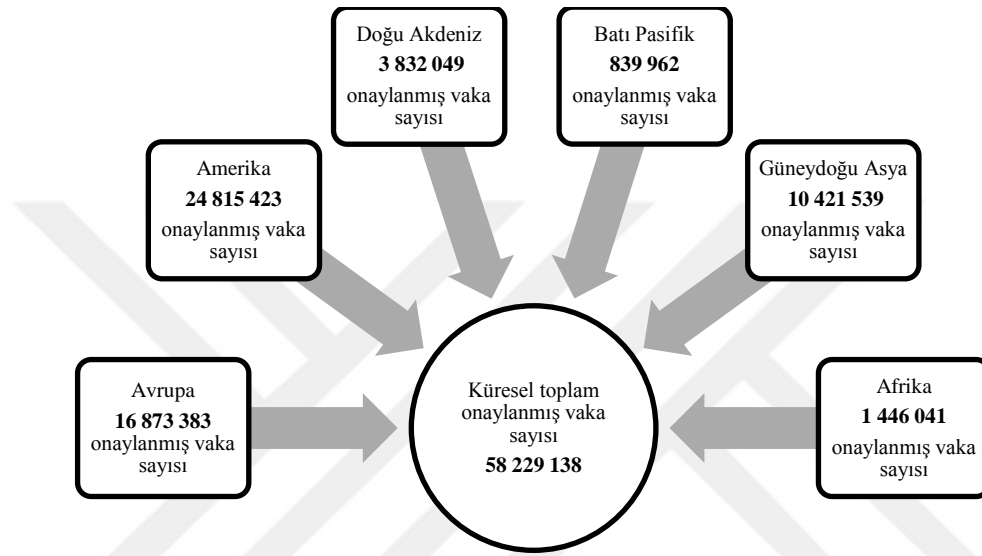 Doğu Akdeniz
3 832 049
onaylanmış vaka
sayısı
Batı Pasifik
839 962
onaylanmış vaka
sayısı
Amerika
24 815 423
onaylanmış vaka
sayısı
Güneydoğu Asya
10 421 539
onaylanmış vaka
sayısı
Avrupa
16 873 383
onaylanmış vaka
sayısı
Küresel toplam
onaylanmış vaka
sayısı
58 229 138
Afrika
1 446 041
onaylanmış vaka
sayısı